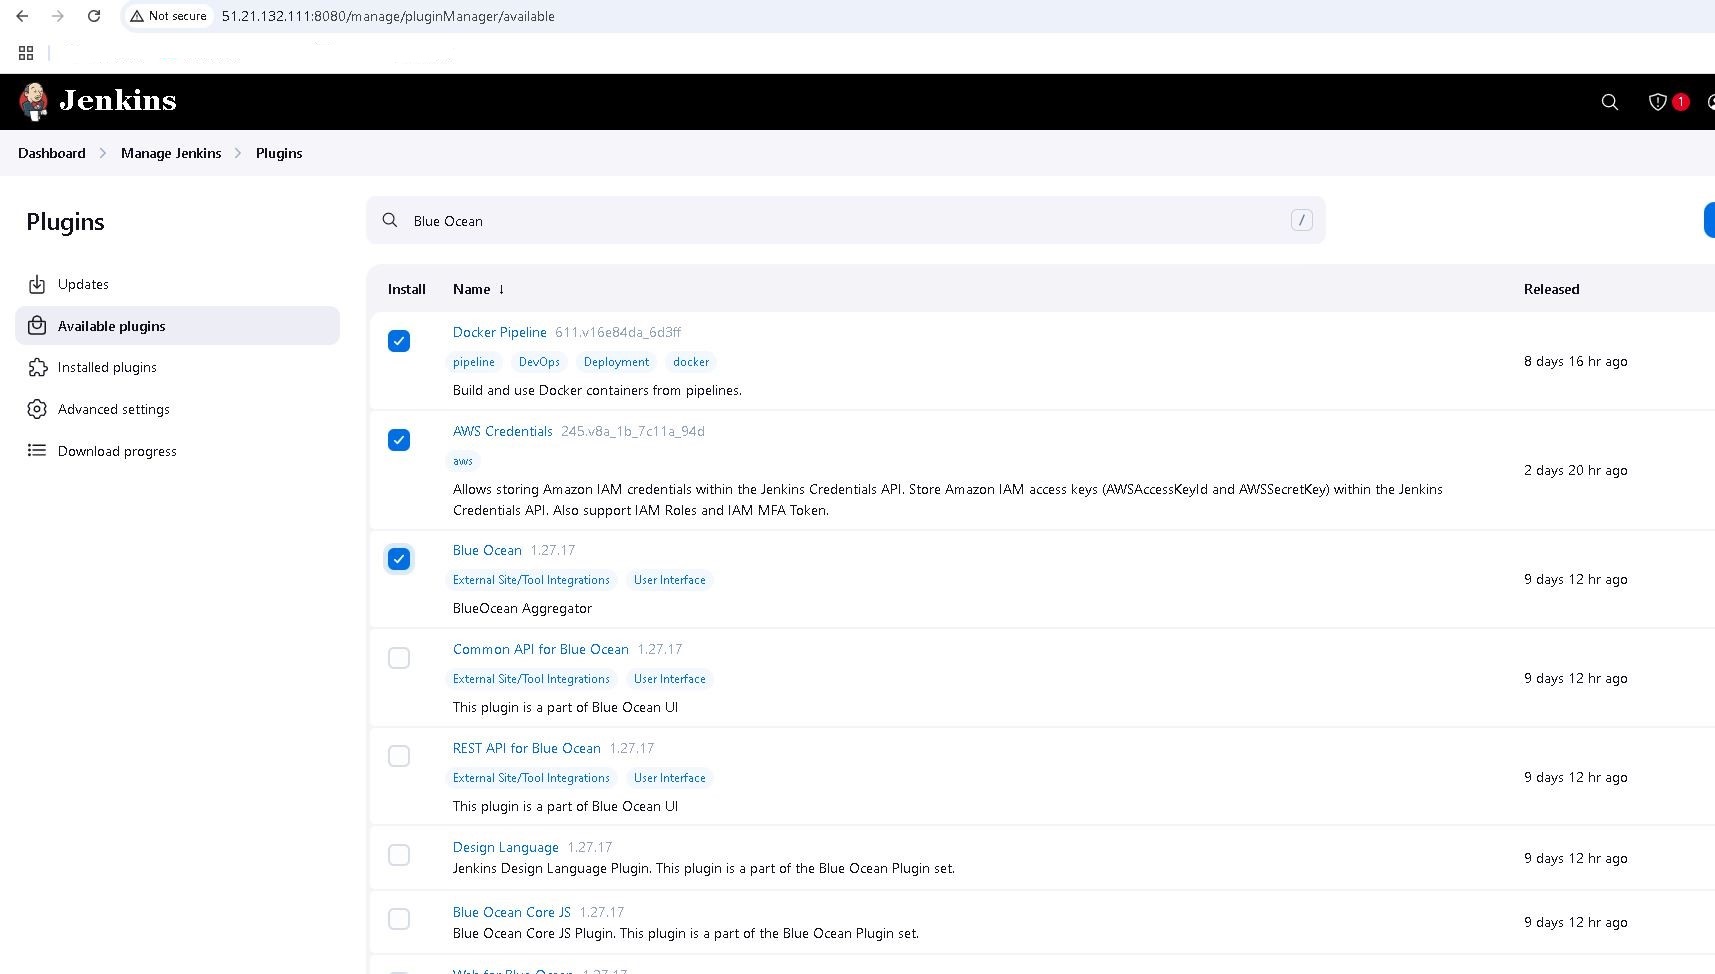 Not secure 51.21.132.111:8080/manage/pluginManager/available
Jenkins
1
Dashboard Manage Jenkins Plugins
Plugins
Blue Ocean /
Updates
Available plugins
Installed plugins
Advanced settings
Download progress
Install Name ↓ Released
Docker Pipeline 611.v16e84da_6d3ff
pipeline DevOps Deployment docker
Build and use Docker containers from pipelines.
8 days 16 hr ago
AWS Credentials 245.v8a_1b_7c11a_94d
aws
Allows storing Amazon IAM credentials within the Jenkins Credentials API. Store Amazon IAM access keys (AWSAccessKeyId and AWSSecretKey) within the Jenkins
Credentials API. Also support IAM Roles and IAM MFA Token.
2 days 20 hr ago
Blue Ocean 1.27.17
External Site/Tool Integrations User Interface
BlueOcean Aggregator
9 days 12 hr ago
Common API for Blue Ocean 1.27.17
External Site/Tool Integrations User Interface
This plugin is a part of Blue Ocean UI
9 days 12 hr ago
REST API for Blue Ocean 1.27.17
External Site/Tool Integrations User Interface
This plugin is a part of Blue Ocean UI
9 days 12 hr ago
Design Language 1.27.17
Jenkins Design Language Plugin. This plugin is a part of the Blue Ocean Plugin set.
9 days 12 hr ago
Blue Ocean Core JS 1.27.17
Blue Ocean Core JS Plugin. This plugin is a part of the Blue Ocean Plugin set.
9 days 12 hr ago
Web for Blue Ocean 1.27.17